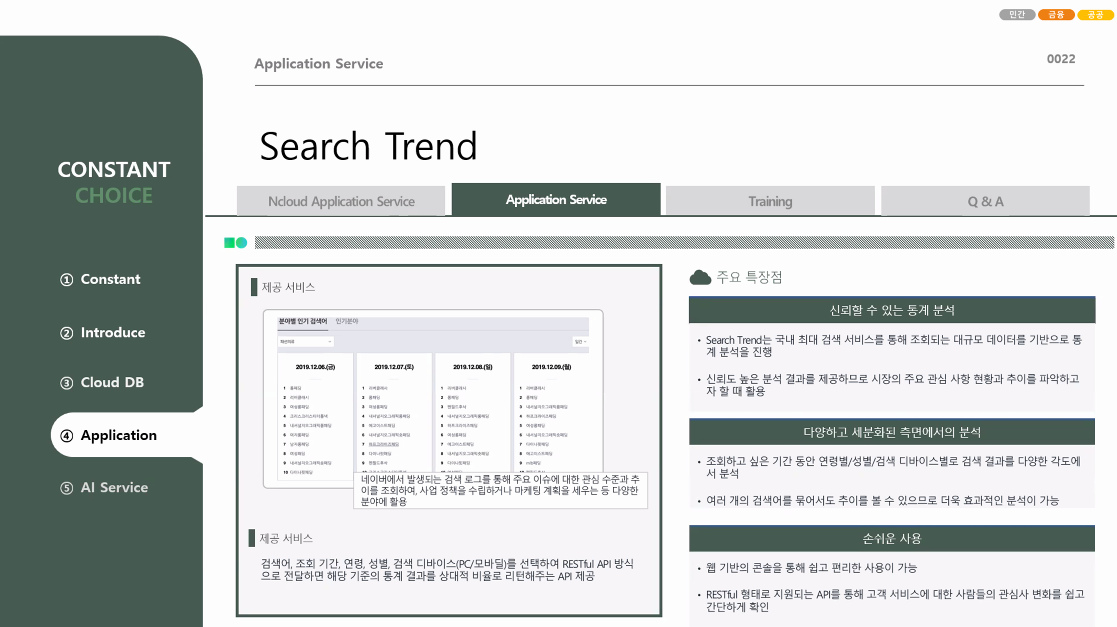 민간 금융 공공
Application Service
0022
Search Trend
CONSTANT
CHOICE
① Constant
② Introduce
③ Cloud DB
④ Application
⑤ AI Service
Ncloud Application Service
Application Service
Training
Q & A
제공 서비스
분야별 인기 검색어 인기분야
패션의류
일간
2019.12.06.(금)
2019.12.07.(토)
2019.12.08.(일)
2019.12.09.(월)
네이버에서 발생되는 검색 로그를 통해 주요 이슈에 대한 관심 수준과 추
이를 조회하여, 사업 정책을 수립하거나 마케팅 계획을 세우는 등 다양한
분야에 활용
제공 서비스
검색어, 조회 기간, 연령, 성별, 검색 디바이스(PC/모바일)를 선택하여 RESTful API 방식
으로 전달하면 해당 기준의 통계 결과를 상대적 비율로 리턴해주는 API 제공
주요 특장점
신뢰할 수 있는 통계 분석
• Search Trend는 국내 최대 검색 서비스를 통해 조회되는 대규모 데이터를 기반으로 통
계 분석을 진행
• 신뢰도 높은 분석 결과를 제공하므로 시장의 주요 관심 사항 현황과 추이를 파악하고
자 할 때 활용
다양하고 세분화된 측면에서의 분석
• 조회하고 싶은 기간 동안 연령별/성별/검색 디바이스별로 검색 결과를 다양한 각도에
서 분석
• 여러 개의 검색어를 묶어서도 추이를 볼 수 있으므로 더욱 효과적인 분석이 가능
손쉬운 사용
• 웹 기반의 콘솔을 통해 쉽고 편리한 사용이 가능
• RESTful 형태로 지원되는 API를 통해 고객 서비스에 대한 사람들의 관심사 변화를 쉽고
간단하게 확인